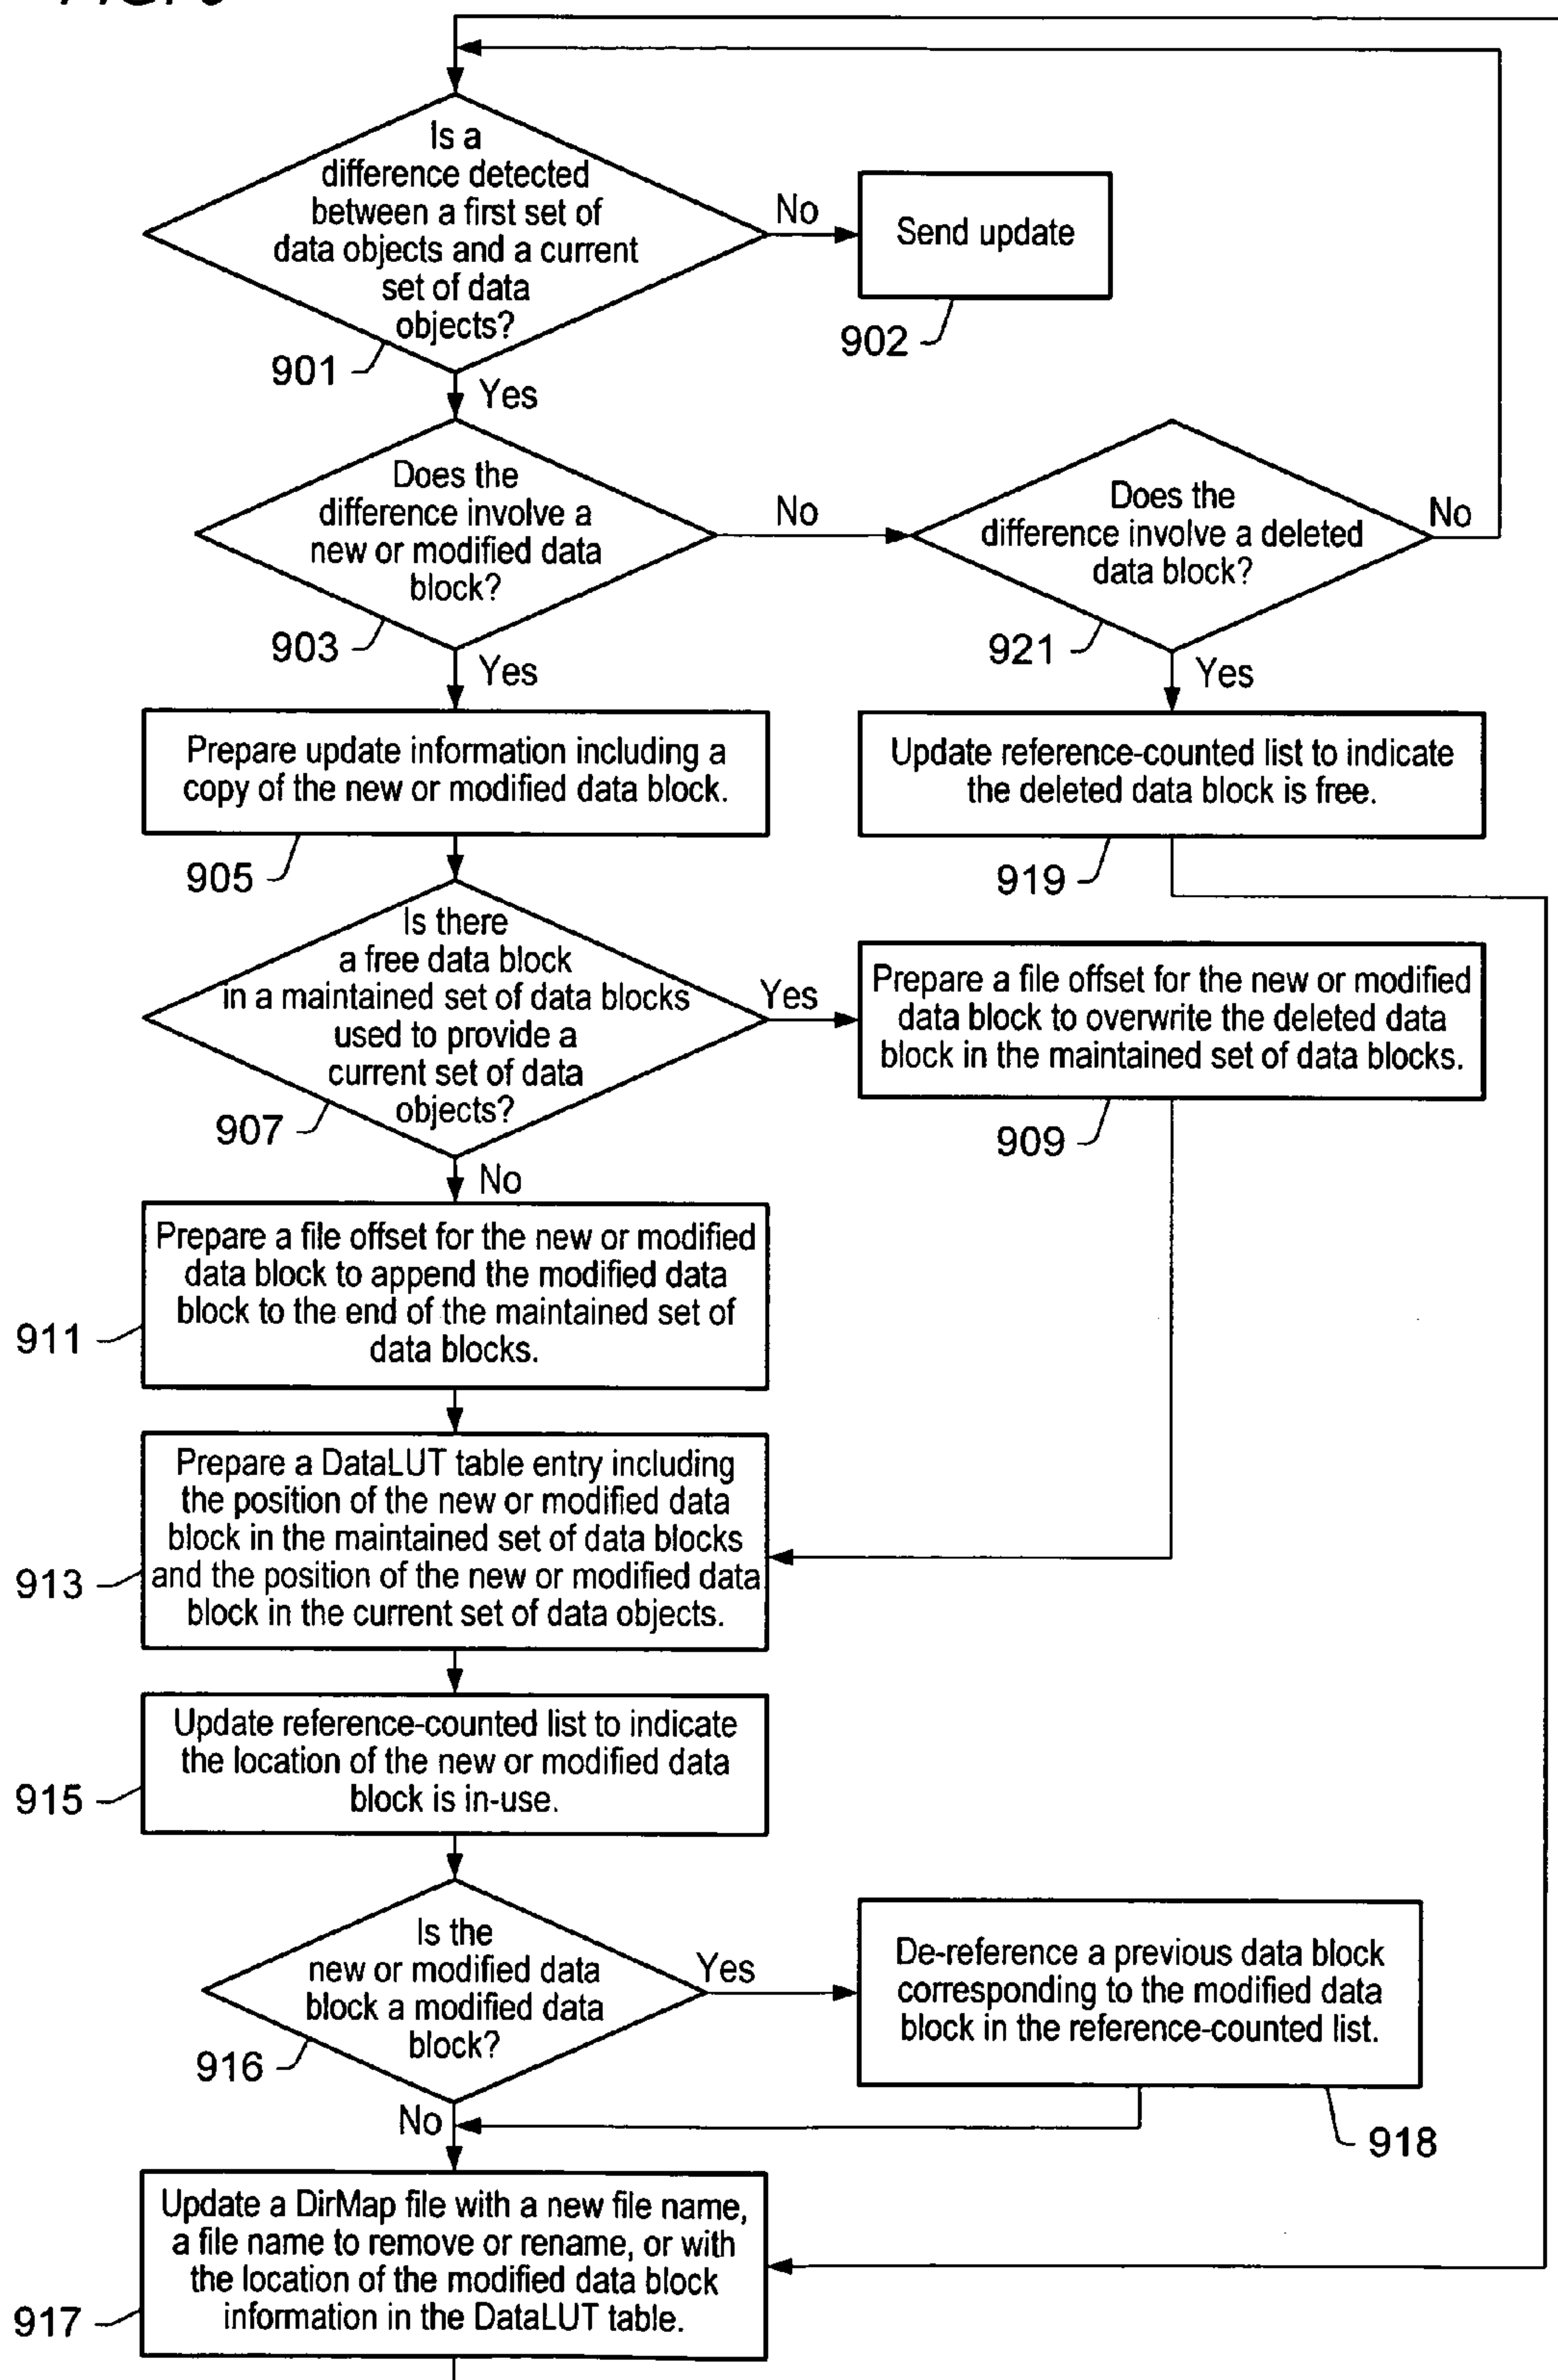 Is a
difference detected
between a first set of
data objects and a current
set of data
objects?
901
No
Send update
902
Yes
Does the
difference involve a
new or modified data
block?
903
No
Does the
difference involve a deleted
data block?
921
No
Yes
Yes
Prepare update information including a
copy of the new or modified data block.
905
Update reference-counted list to indicate
the deleted data block is free.
919
Is there
a free data block
in a maintained set of data blocks
used to provide a
current set of data
objects?
907
Yes
Prepare a file offset for the new or modified
data block to overwrite the deleted data
block in the maintained set of data blocks.
909
No
Prepare a file offset for the new or modified
data block to append the modified data
block to the end of the maintained set of
data blocks.
911
Prepare a DataLUT table entry including
the position of the new or modified data
block in the maintained set of data blocks
and the position of the new or modified data
block in the current set of data objects.
913
Update reference-counted list to indicate
the location of the new or modified data
block is in-use.
915
Is the
new or modified data
block a modified data
block?
916
Yes
De-reference a previous data block
corresponding to the modified data
block in the reference-counted list.
918
No
Update a DirMap file with a new file name,
a file name to remove or rename, or with
the location of the modified data block
information in the DataLUT table.
917